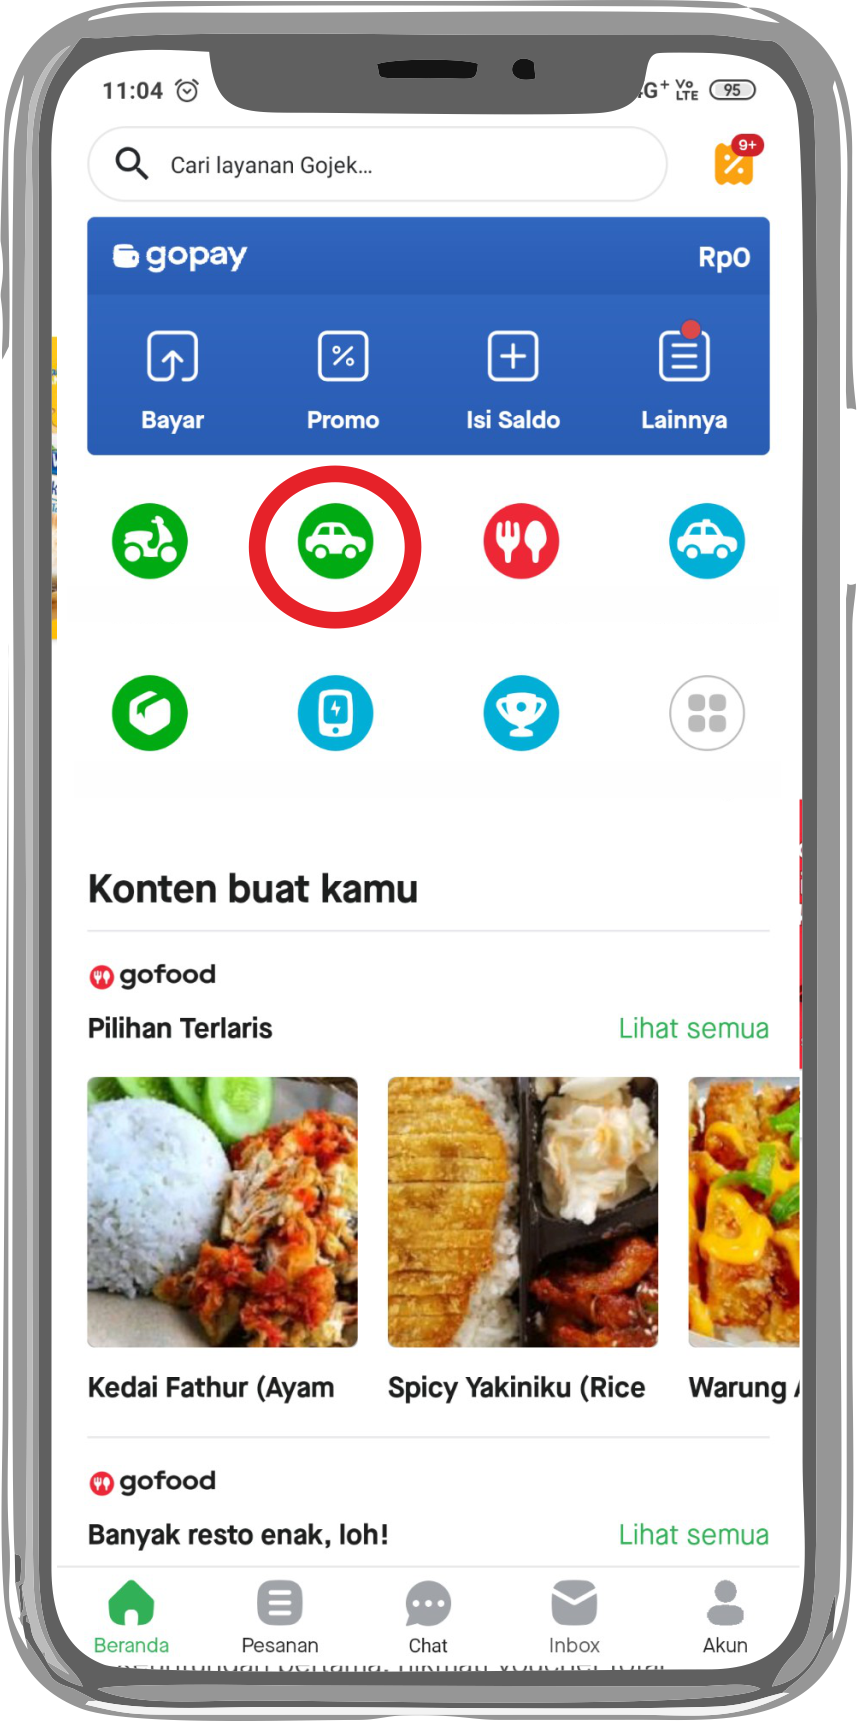 11:04
G+ Vo LTE 95
Cari layanan Gojek...
9+
gopay Rp0
Bayar Promo Isi Saldo Lainnya
Konten buat kamu
gofood
Pilihan Terlaris Lihat semua
Kedai Fathur (Ayam Spicy Yakiniku (Rice Warung
gofood
Banyak resto enak, loh! Lihat semua
Beranda Pesanan Chat Inbox Akun